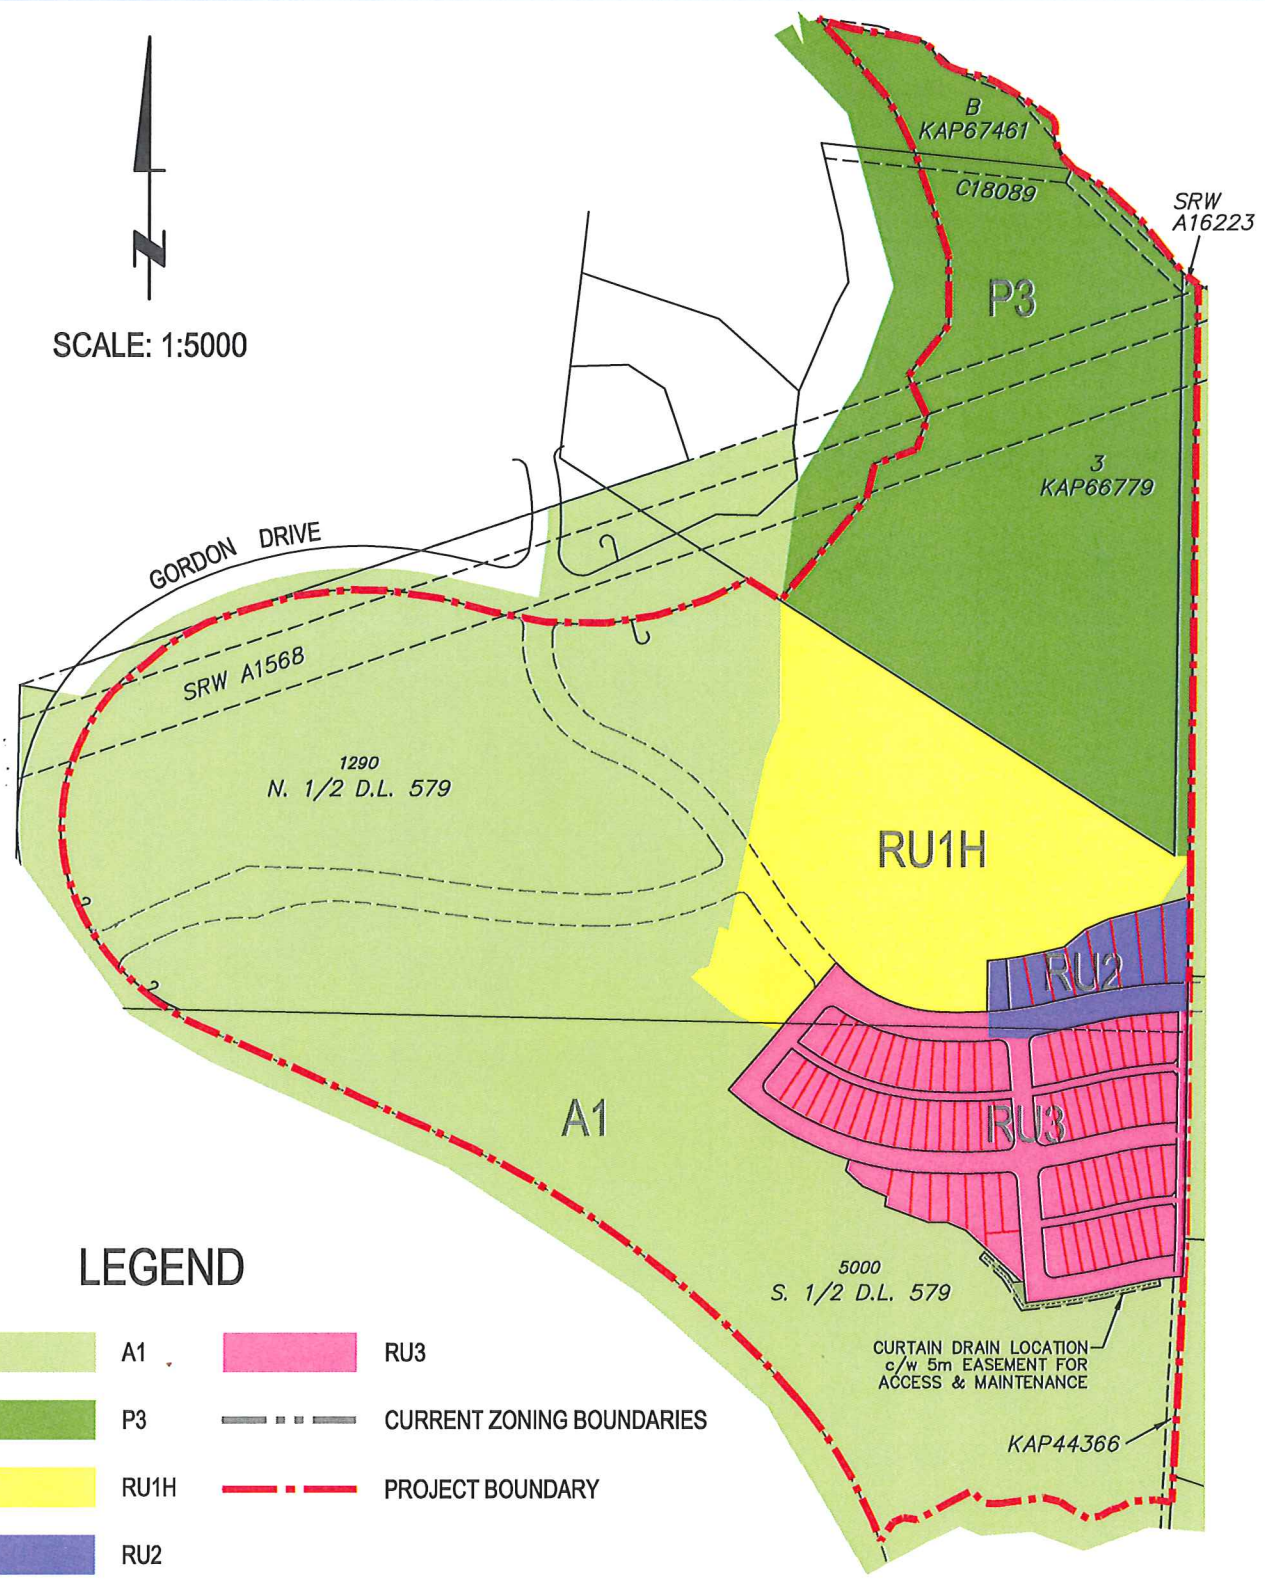 B
KAP67461
C18089
SRW
A16223
N
P3
SCALE: 1:5000
3
KAP66779
GORDON DRIVE
SRW A1568
1290
N. 1/2 D.L. 579
RU1H
RU2
A1
RU3
5000
S. 1/2 D.L. 579
CURTAIN DRAIN LOCATION
c/w 5m EASEMENT FOR
ACCESS & MAINTENANCE
KAP44366
LEGEND
A1
RU3
P3
CURRENT ZONING BOUNDARIES
RU1H
PROJECT BOUNDARY
RU2